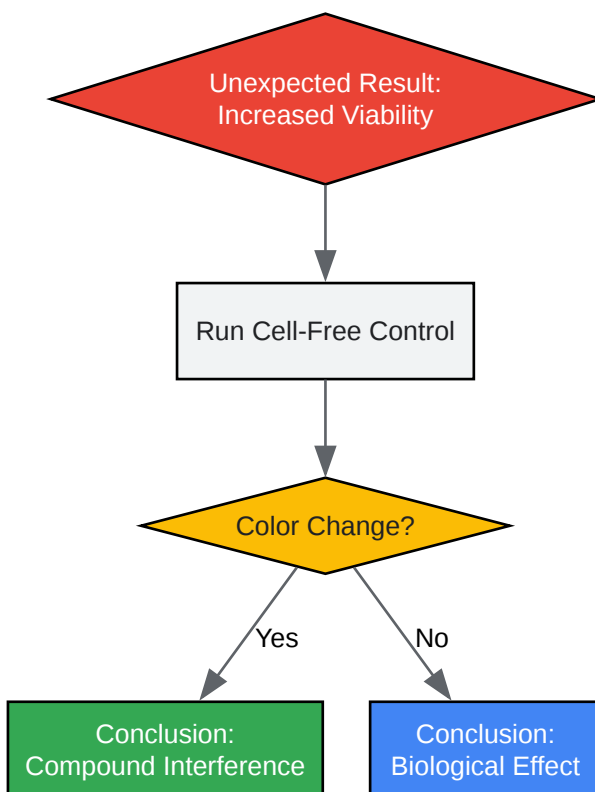 Unexpected Result:
Increased Viability
Run Cell-Free Control
Color Change?
Yes
No
Conclusion:
Compound Interference
Conclusion:
Biological Effect